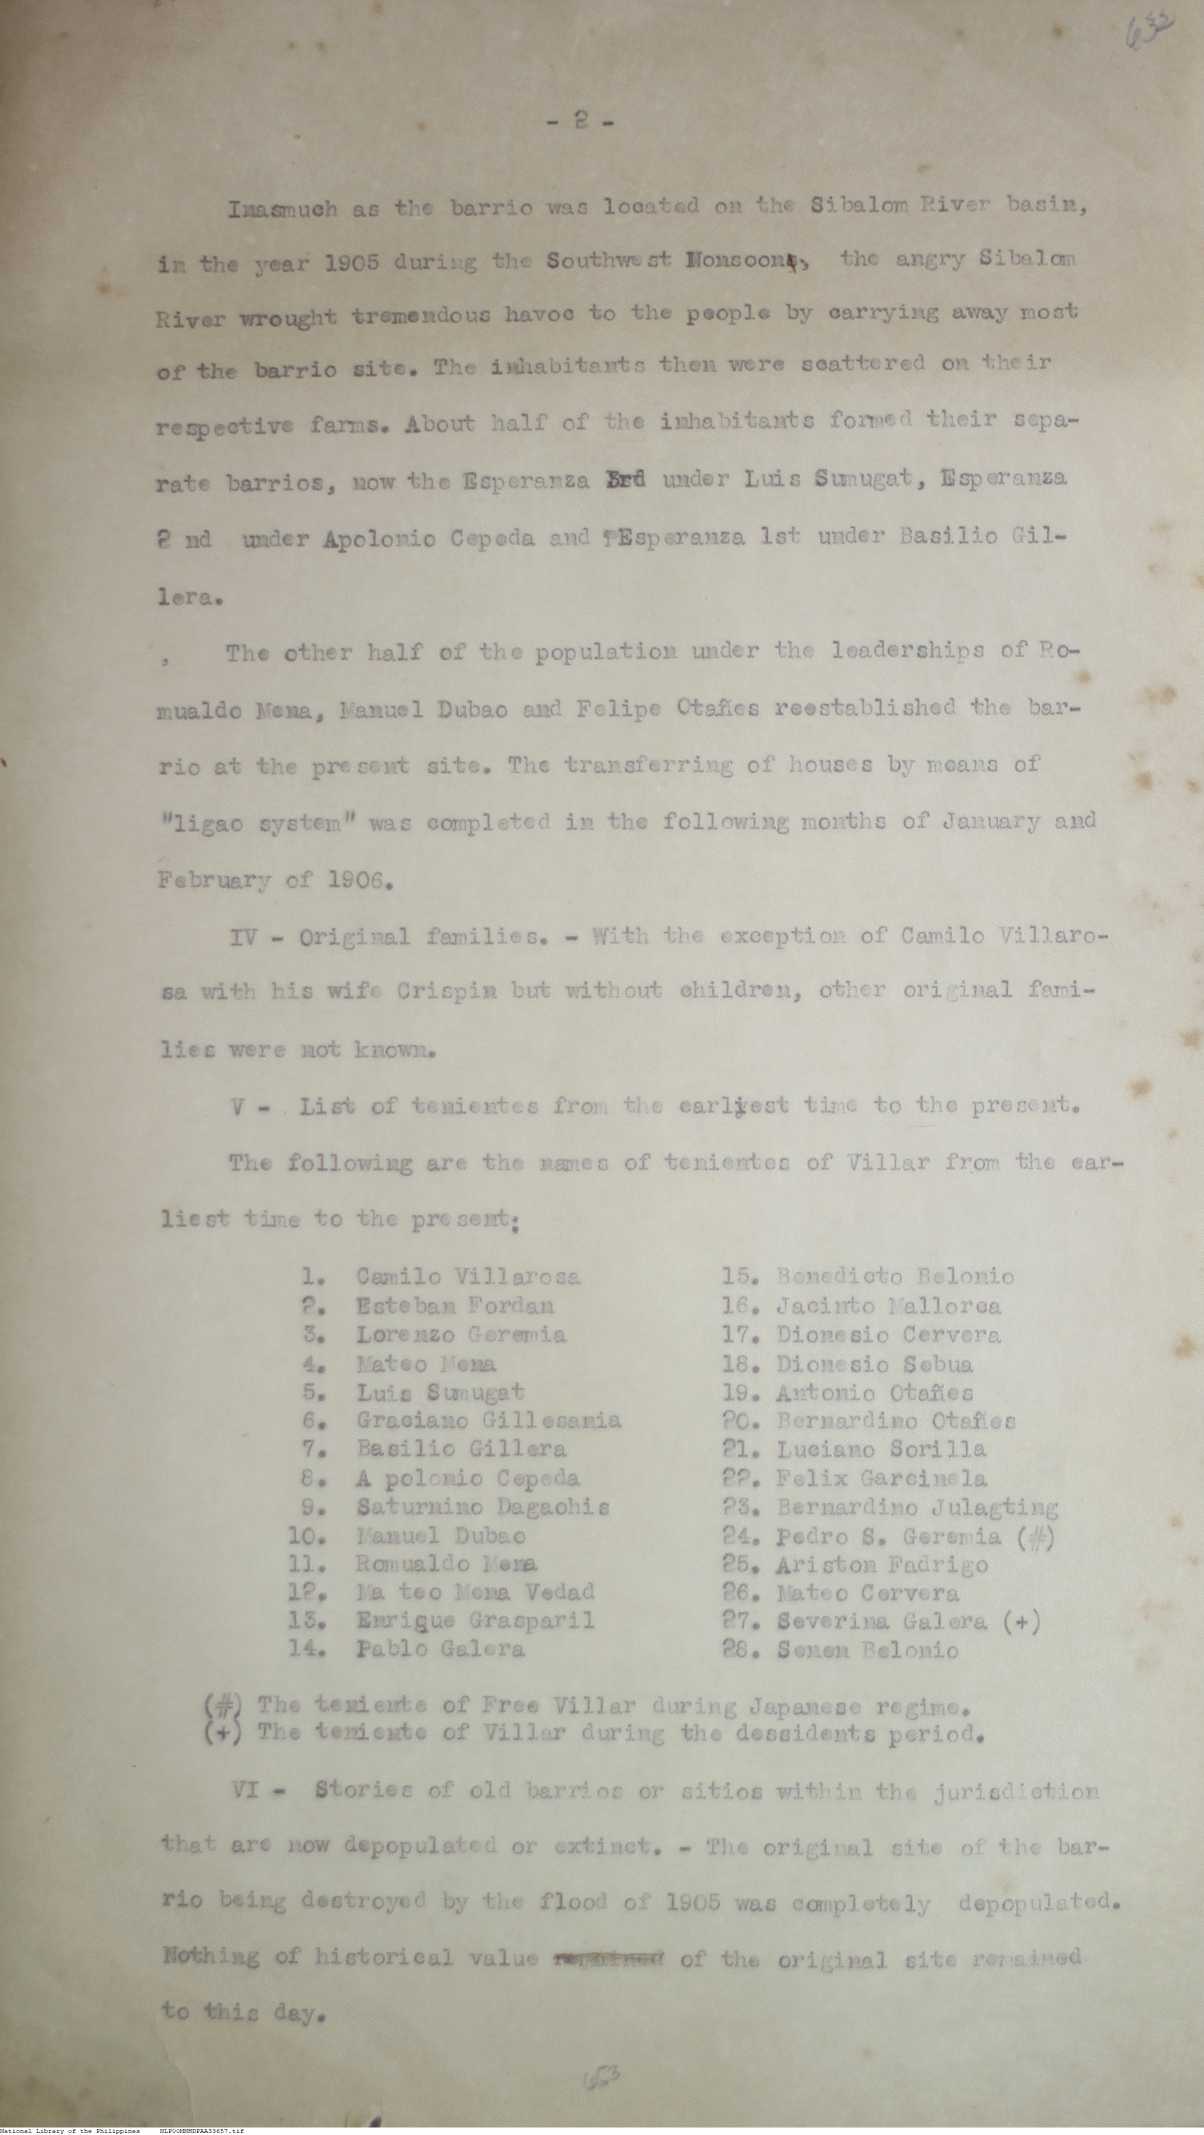 - 2 -
Inasmuch as the barrio was located on the Sibalom River basin,
in the year 1905 during the Southwest Monsoon, the angry Sibalom
River wrought tremendous havoc to the people by carrying away most
of the barrio site. The inhabitants then were scattered on their
respective farms. About half of the inhabitants formed their sepa-
rate barrios, now the Esperanza 3rd under Luis Sumugat, Esperanza
2 nd under Apolonio Cepeda and Esperanza 1st under Basilio Gil-
lera.
, The other half of the population under the leaderships of Ro-
mualdo Mena, Manuel Dubao and Felipe Otañes reestablished the bar-
rio at the present site. The transferring of houses by means of
"ligao system" was completed in the following months of January and
February of 1906.
IV - Original families. - With the exception of Camilo Villaro-
sa with his wife Crispin but without children, other original fami-
lies were not known.
V - List of tenientes from the earliest time to the present.
The following are the names of tenientes of Villar from the ear-
liest time to the present:
1. Camilo Villarosa
2. Esteban Fordan
3. Lorenzo Geremia
4. Mateo Mena
5. Luis Sumugat
6. Graciano Gillesania
7. Basilio Gillera
8. A polonio Cepeda
9. Saturnino Dagaohis
10. Manuel Dubao
11. Romualdo Mena
12. Ma teo Mena Vedad
13. Enrique Grasparil
14. Pablo Galera
15. Benedicto Belonio
16. Jacinto Mallorca
17. Dionesio Cervera
18. Dionesio Sebua
19. Antonio Otañes
20. Bernardino Otañes
21. Luciano Sorilla
22. Felix Garcinela
23. Bernardino Julagting
24. Pedro S. Geremia (#)
25. Ariston Fadrigo
26. Mateo Cervera
27. Severina Galera (+)
28. Senen Belonio
(#) The teniente of Free Villar during Japanese regime.
(+) The teniente of Villar during the dessidents period.
VI - Stories of old barrios or sitios within the jurisdiction
that are now depopulated or extinct. - The original site of the bar-
rio being destroyed by the flood of 1905 was completely depopulated.
Nothing of historical value remained of the original site remained
to this day.
National Library of the Philippines